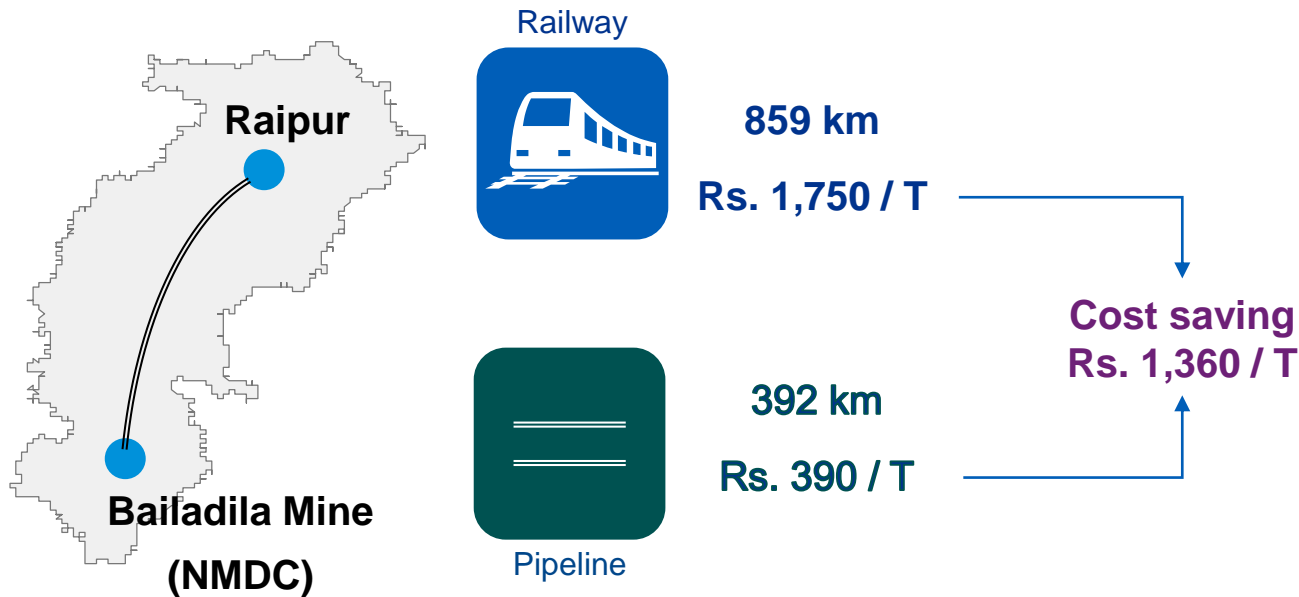 Railway
Raipur
859 km
Rs. 1,750 / T
Cost saving
Rs. 1,360 / T
392 km
Rs. 390 / T
Bailadila Mine
(NMDC)
Pipeline